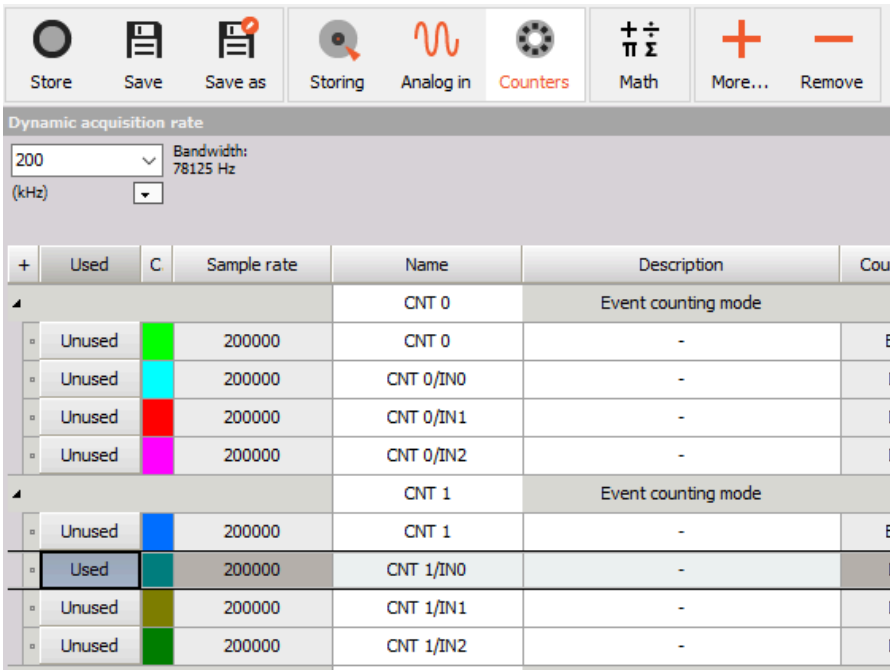 Store Save Save as Storing Analog in Counters Math More... Remove
Dynamic acquisition rate
200 Bandwidth:
78125 Hz
(kHz)
+ Used C. Sample rate Name Description Cou
CNT 0 Event counting mode
Unused 200000 CNT 0 -
Unused 200000 CNT 0/IN0 -
Unused 200000 CNT 0/IN1 -
Unused 200000 CNT 0/IN2 -
CNT 1 Event counting mode
Unused 200000 CNT 1 -
Used 200000 CNT 1/IN0 -
Unused 200000 CNT 1/IN1 -
Unused 200000 CNT 1/IN2 -